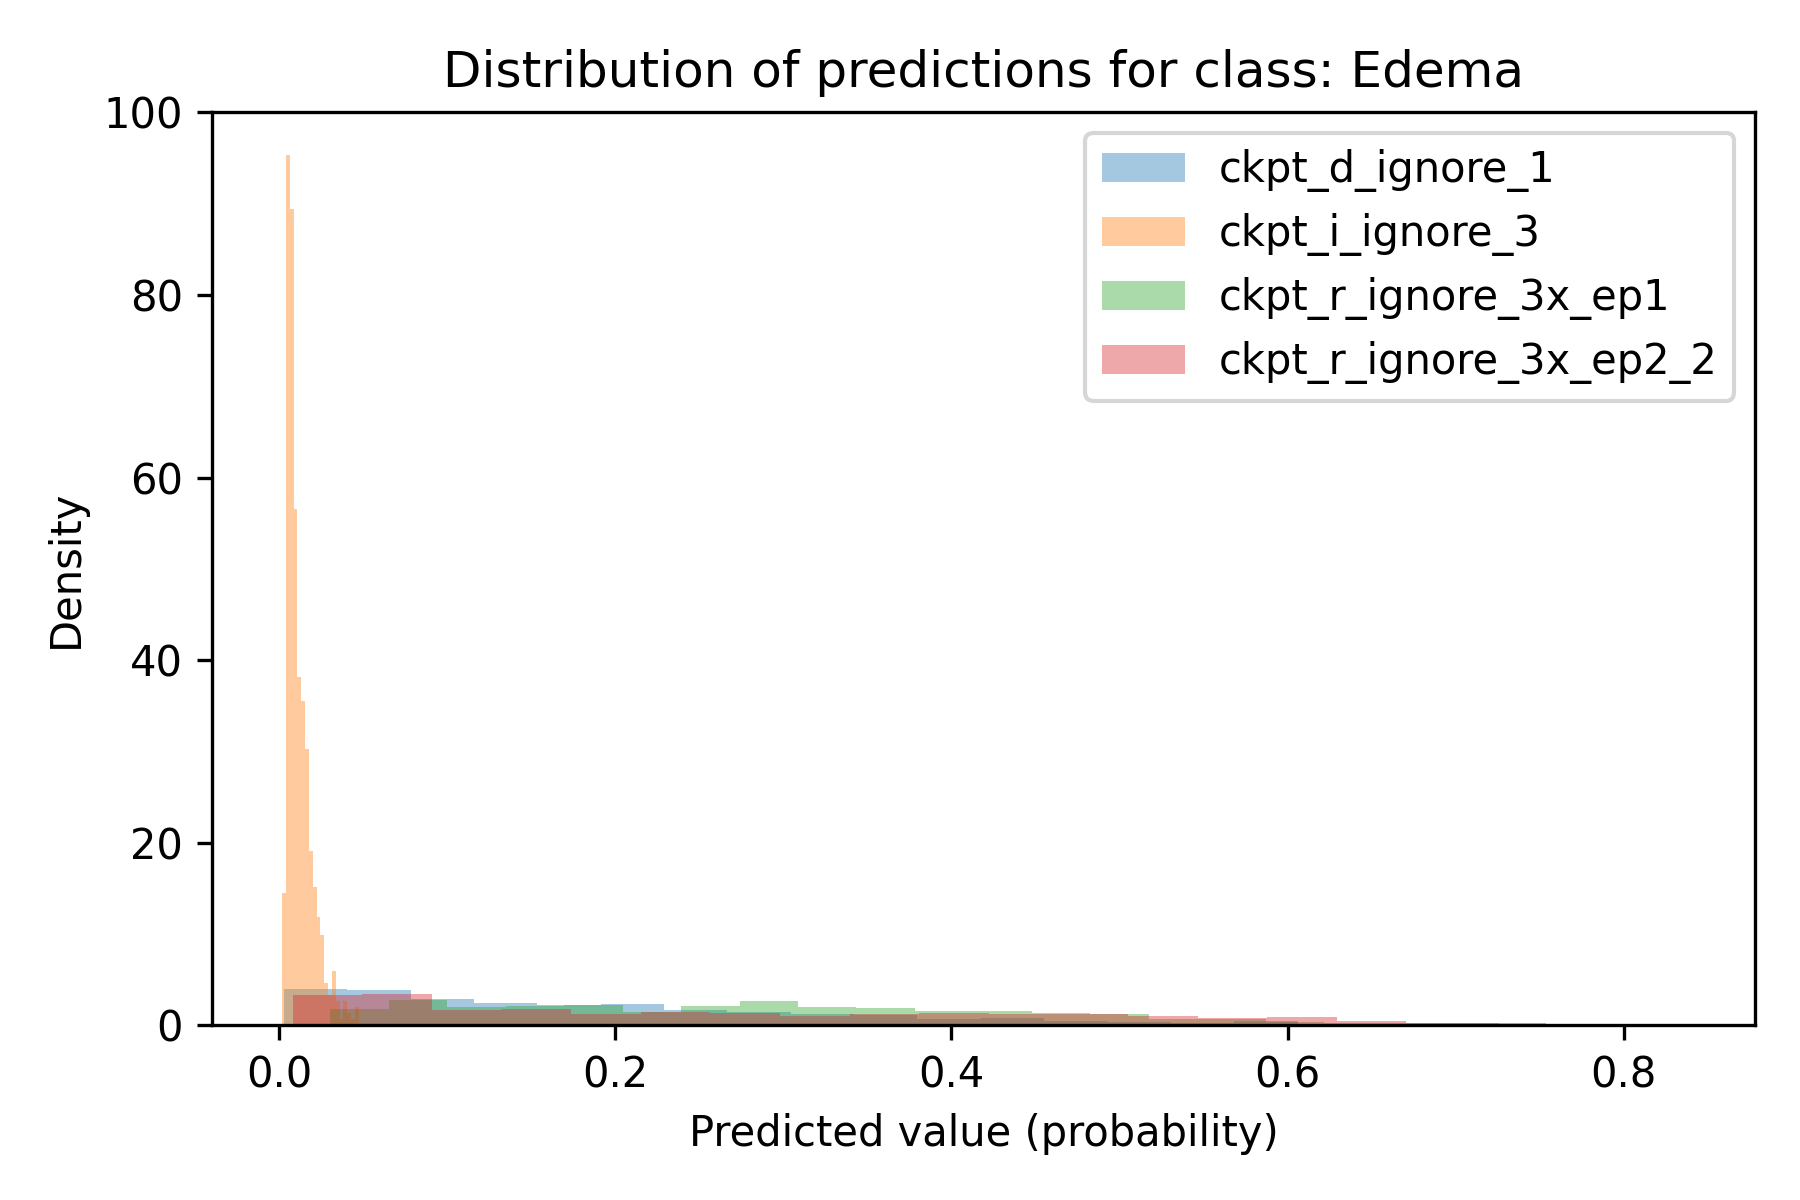 Distribution of predictions for class: Edema
100
80
60
40
20
0
Density
ckpt_d_ignore_1
ckpt_i_ignore_3
ckpt_r_ignore_3x_ep1
ckpt_r_ignore_3x_ep2_2
0.0 0.2 0.4 0.6 0.8
Predicted value (probability)